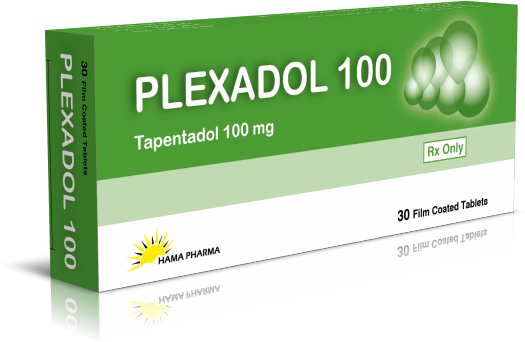 PLEXADOL 100
Tapentadol 100 mg
Rx Only
30 Film Coated Tablets
HAMA PHARMA
30 Film Coated Tablets
PLEXADOL 100